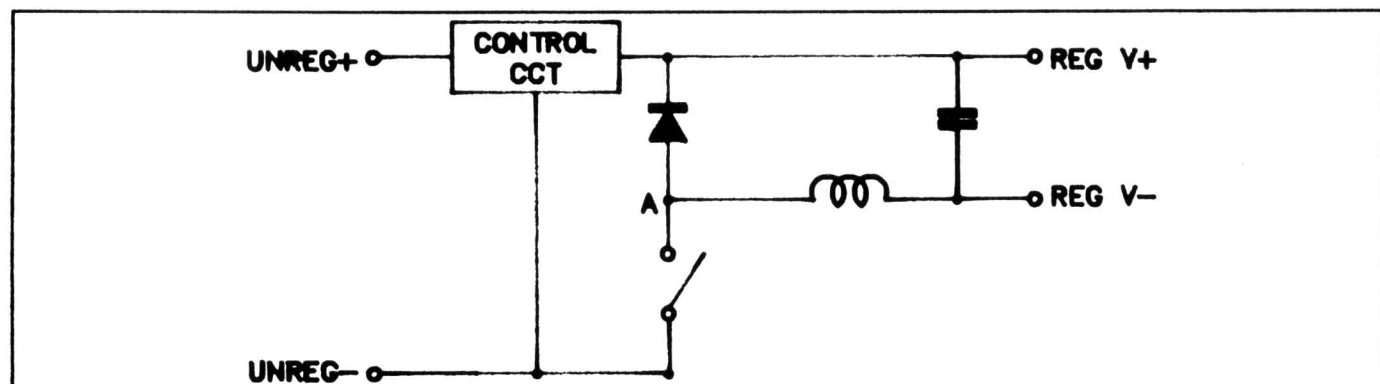 UNREG+
CONTROL
CCT
REG V+
A
REG V-
UNREG-